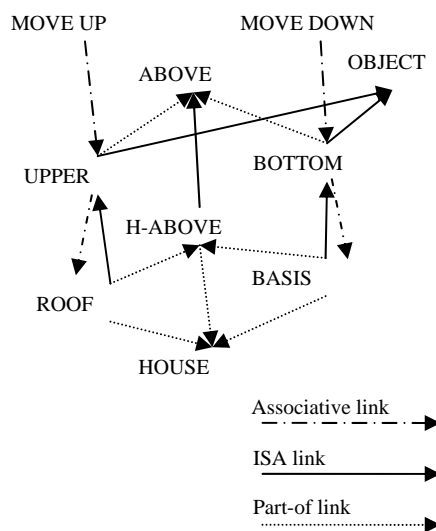 MOVE UP
MOVE DOWN
OBJECT
ABOVE
UPPER
BOTTOM
H-ABOVE
ROOF
BASIS
HOUSE
Associative link
ISA link
Part-of link